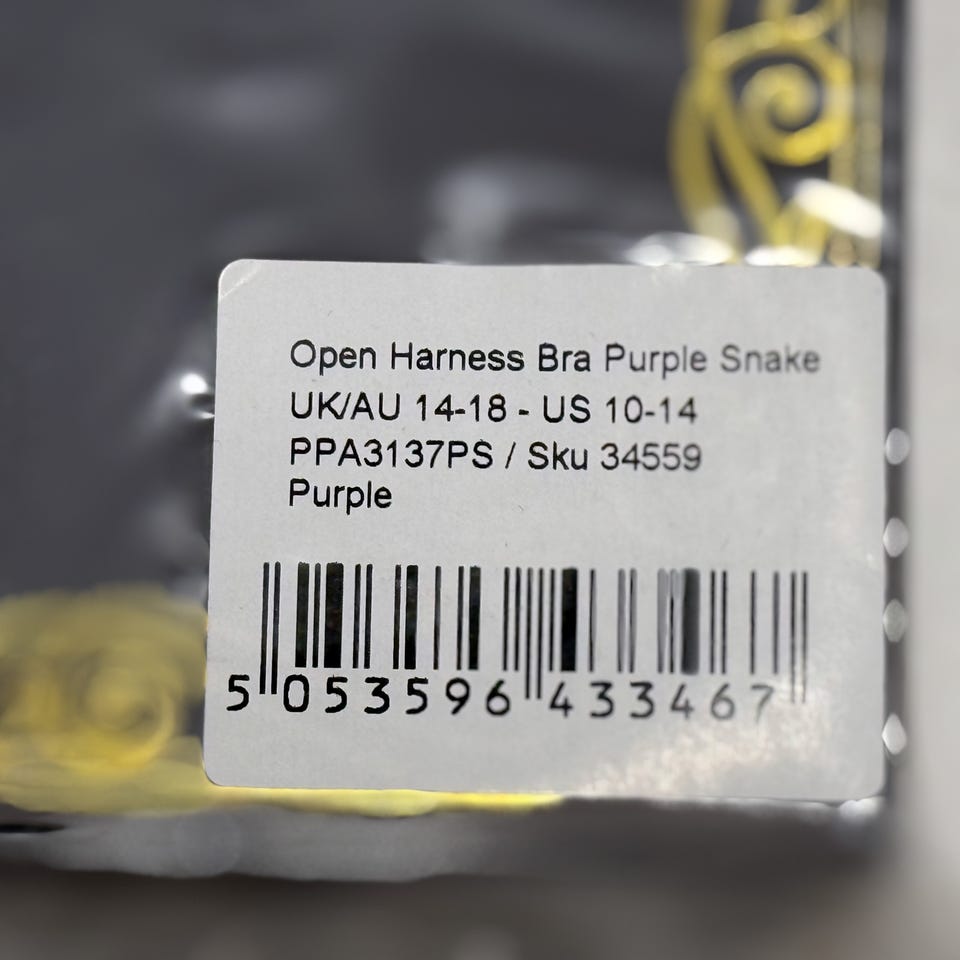 Open Harness Bra Purple Snake
UK/AU 14-18 - US 10-14
PPA3137PS / Sku 34559
Purple
5 053596 433467